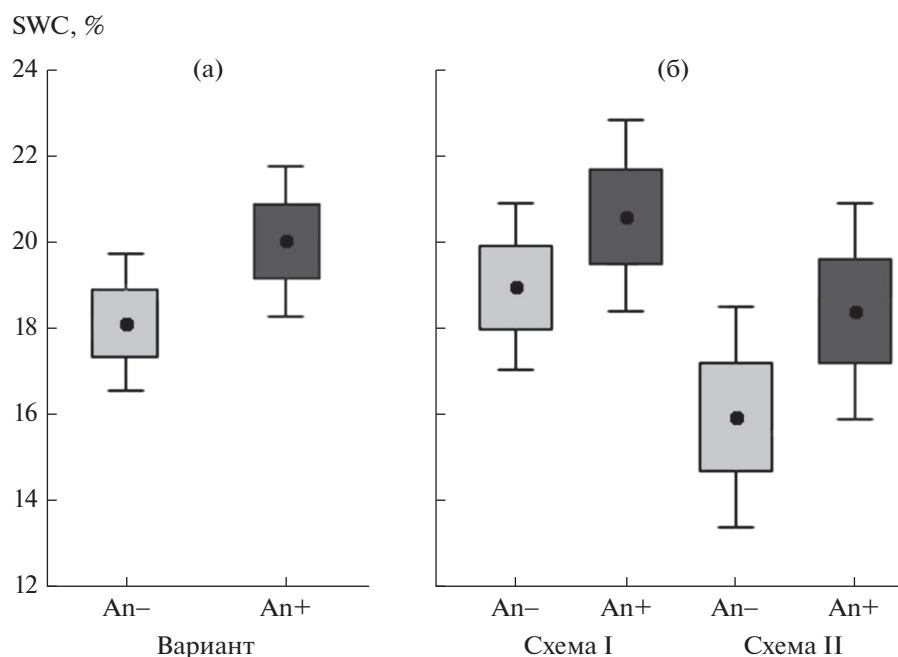 SWC, %
(а) (б)
24
22
20
18
16
14
12
An– An+ An– An+ An– An+
Вариант Схема I Схема II